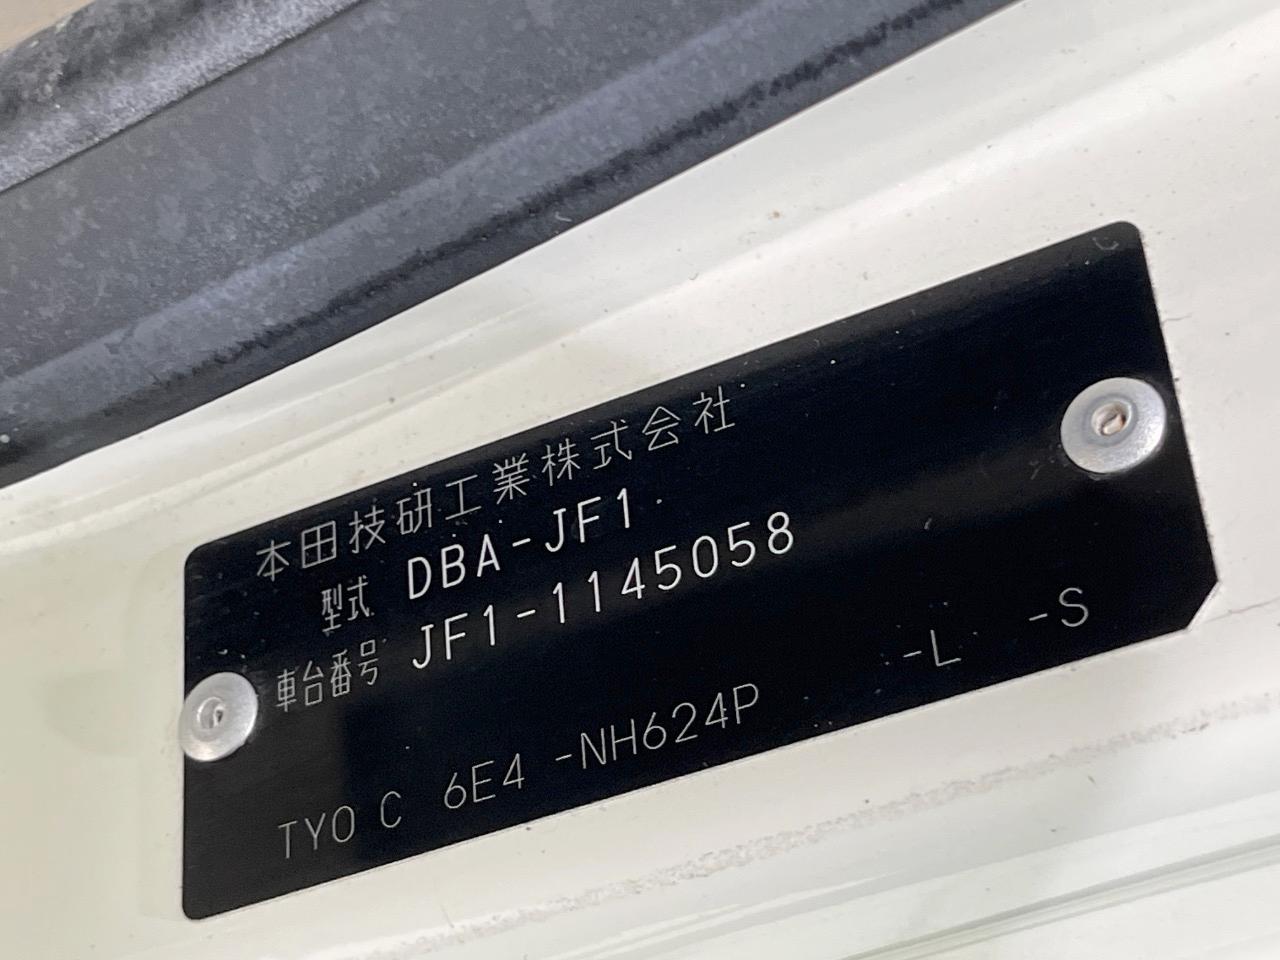 本田技研工業株式会社
型式 DBA-JF1
車台番号 JF1-1145058
TY0 C 6E4 -NH624P -L -S